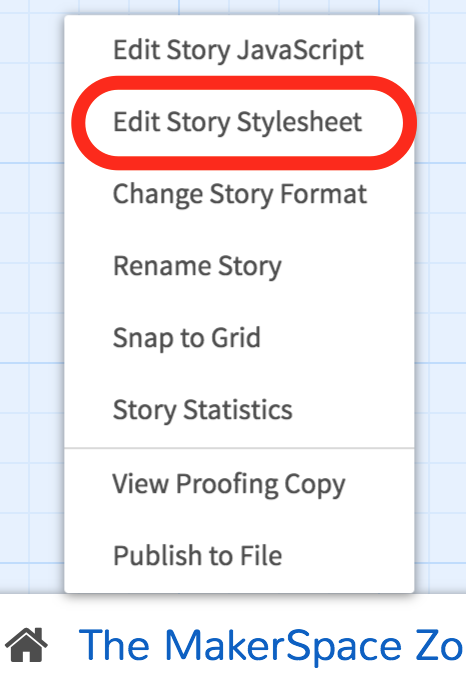 Edit Story JavaScript
Edit Story Stylesheet
Change Story Format
Rename Story
Snap to Grid
Story Statistics
View Proofing Copy
Publish to File
The MakerSpace Zo